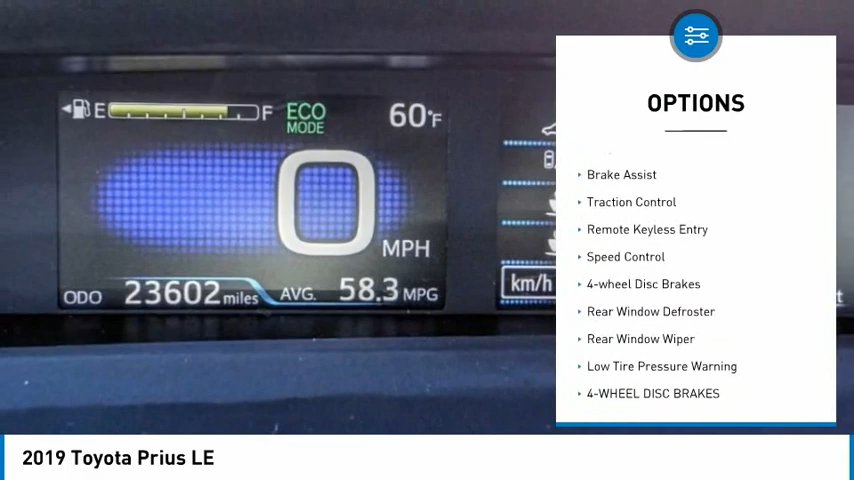 E F ECO 60°F
MODE
0
MPH
ODO 23602 miles AVG. 58.3 MPG
km/h
OPTIONS
Brake Assist
Traction Control
Remote Keyless Entry
Speed Control
4-wheel Disc Brakes
Rear Window Defroster
Rear Window Wiper
Low Tire Pressure Warning
4-WHEEL DISC BRAKES
2019 Toyota Prius LE